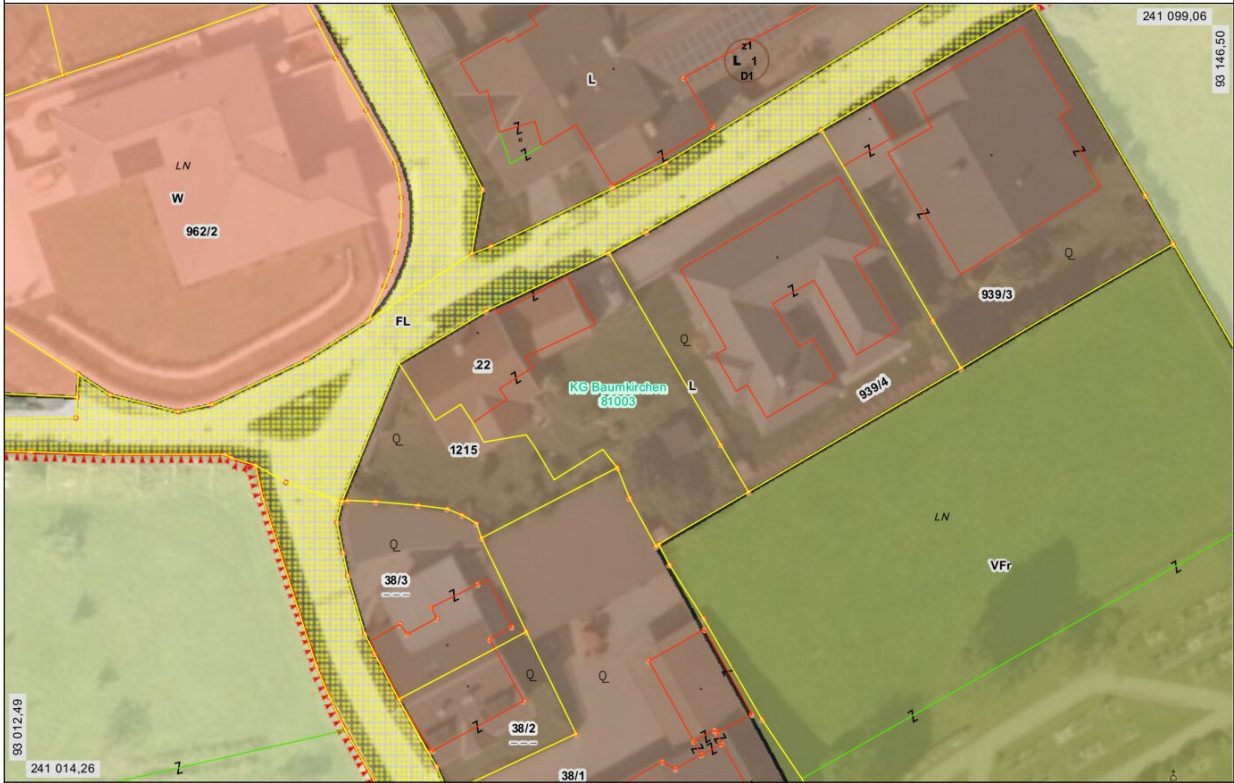 241 099,06
93 146,50
z1
L 1
D1
L
LN
W
962/2
FL
.22
KG Baumkirchen
81003
L
939/3
939/4
1215
LN
VFr
38/3
38/2
38/1
93 012,49
241 014,26